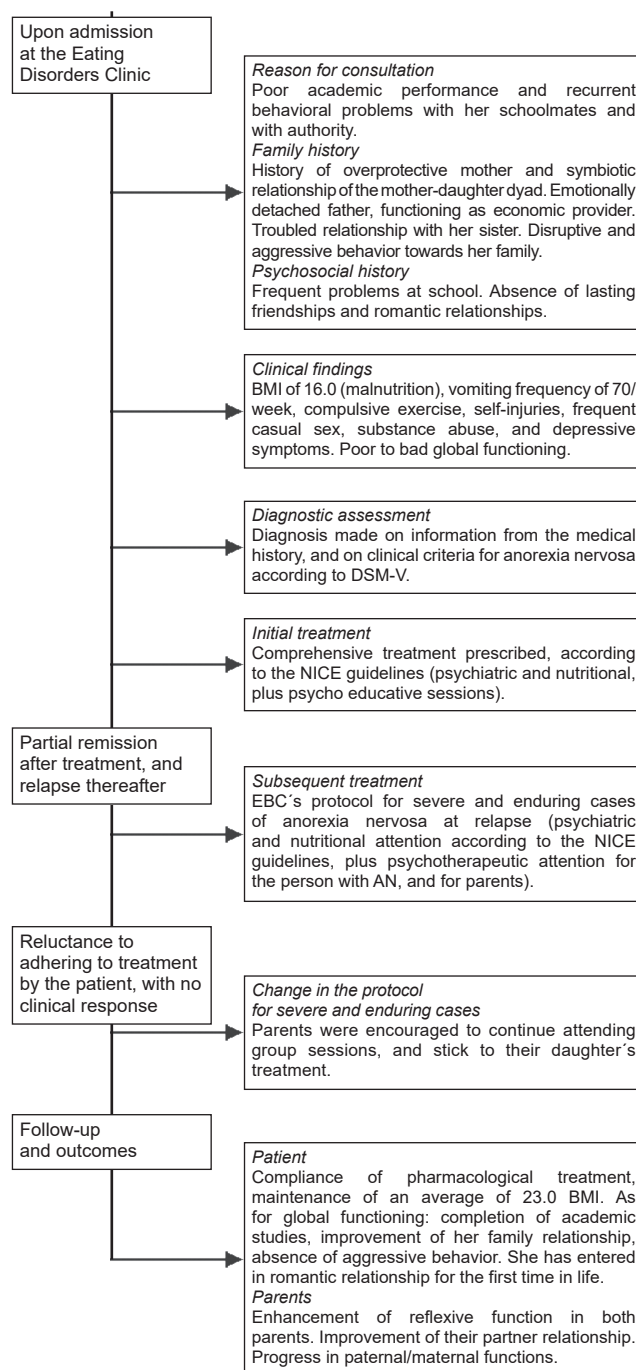 Upon admission
at the Eating
Disorders Clinic
Reason for consultation
Poor academic performance and recurrent
behavioral problems with her schoolmates and
with authority.
Family history
History of overprotective mother and symbiotic
relationship of the mother-daughter dyad. Emotionally
detached father, functioning as economic provider.
Troubled relationship with her sister. Disruptive and
aggressive behavior towards her family.
Psychosocial history
Frequent problems at school. Absence of lasting
friendships and romantic relationships.
Clinical findings
BMI of 16.0 (malnutrition), vomiting frequency of 70/
week, compulsive exercise, self-injuries, frequent
casual sex, substance abuse, and depressive
symptoms. Poor to bad global functioning.
Diagnostic assessment
Diagnosis made on information from the medical
history, and on clinical criteria for anorexia nervosa
according to DSM-V.
Initial treatment
Comprehensive treatment prescribed, according
to the NICE guidelines (psychiatric and nutritional,
plus psycho educative sessions).
Partial remission
after treatment, and
relapse thereafter
Subsequent treatment
EBC´s protocol for severe and enduring cases
of anorexia nervosa at relapse (psychiatric
and nutritional attention according to the NICE
guidelines, plus psychotherapeutic attention for
the person with AN, and for parents).
Reluctance to
adhering to treatment
by the patient, with no
clinical response
Change in the protocol
for severe and enduring cases
Parents were encouraged to continue attending
group sessions, and stick to their daughter´s
treatment.
Follow-up
and outcomes
Patient
Compliance of pharmacological treatment,
maintenance of an average of 23.0 BMI. As
for global functioning: completion of academic
studies, improvement of her family relationship,
absence of aggressive behavior. She has entered
in romantic relationship for the first time in life.
Parents
Enhancement of reflexive function in both
parents. Improvement of their partner relationship.
Progress in paternal/maternal functions.